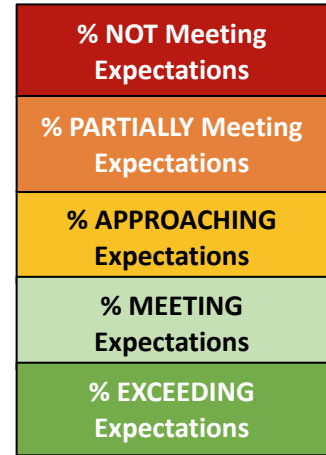 % NOT Meeting
Expectations
% PARTIALLY Meeting
Expectations
% APPROACHING
Expectations
% MEETING
Expectations
% EXCEEDING
Expectations